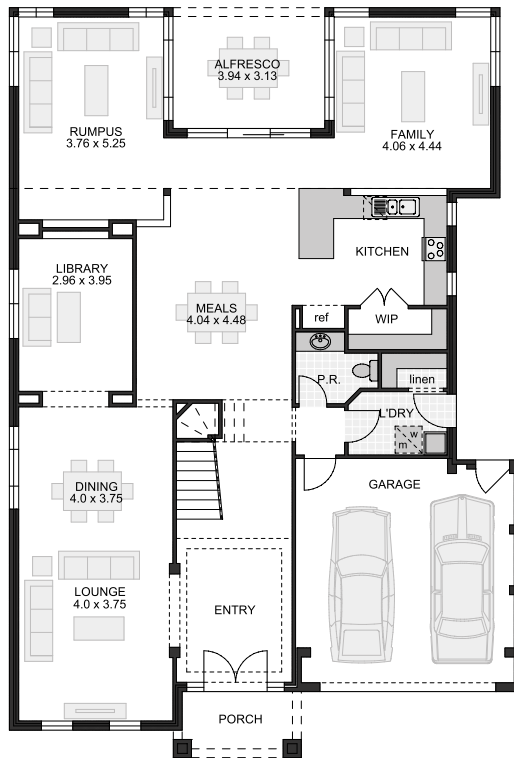 ALFRESCO
3.94 x 3.13
RUMPUS
3.76 x 5.25
FAMILY
4.06 x 4.44
KITCHEN
LIBRARY
2.96 x 3.95
MEALS
4.04 x 4.48
ref
WIP
P.R.
linen
L'DRY
w
m
DINING
4.0 x 3.75
GARAGE
LOUNGE
4.0 x 3.75
ENTRY
PORCH